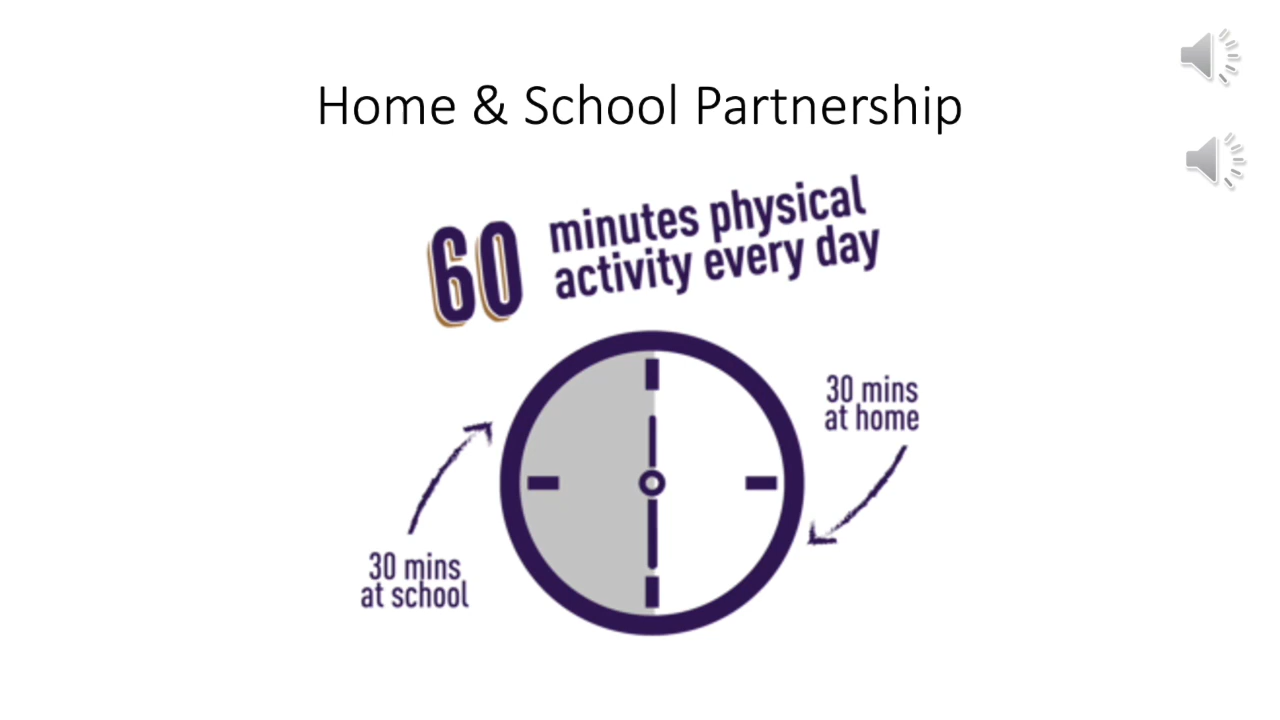 Home & School Partnership
60 minutes physical
activity every day
30 mins
at home
30 mins
at school